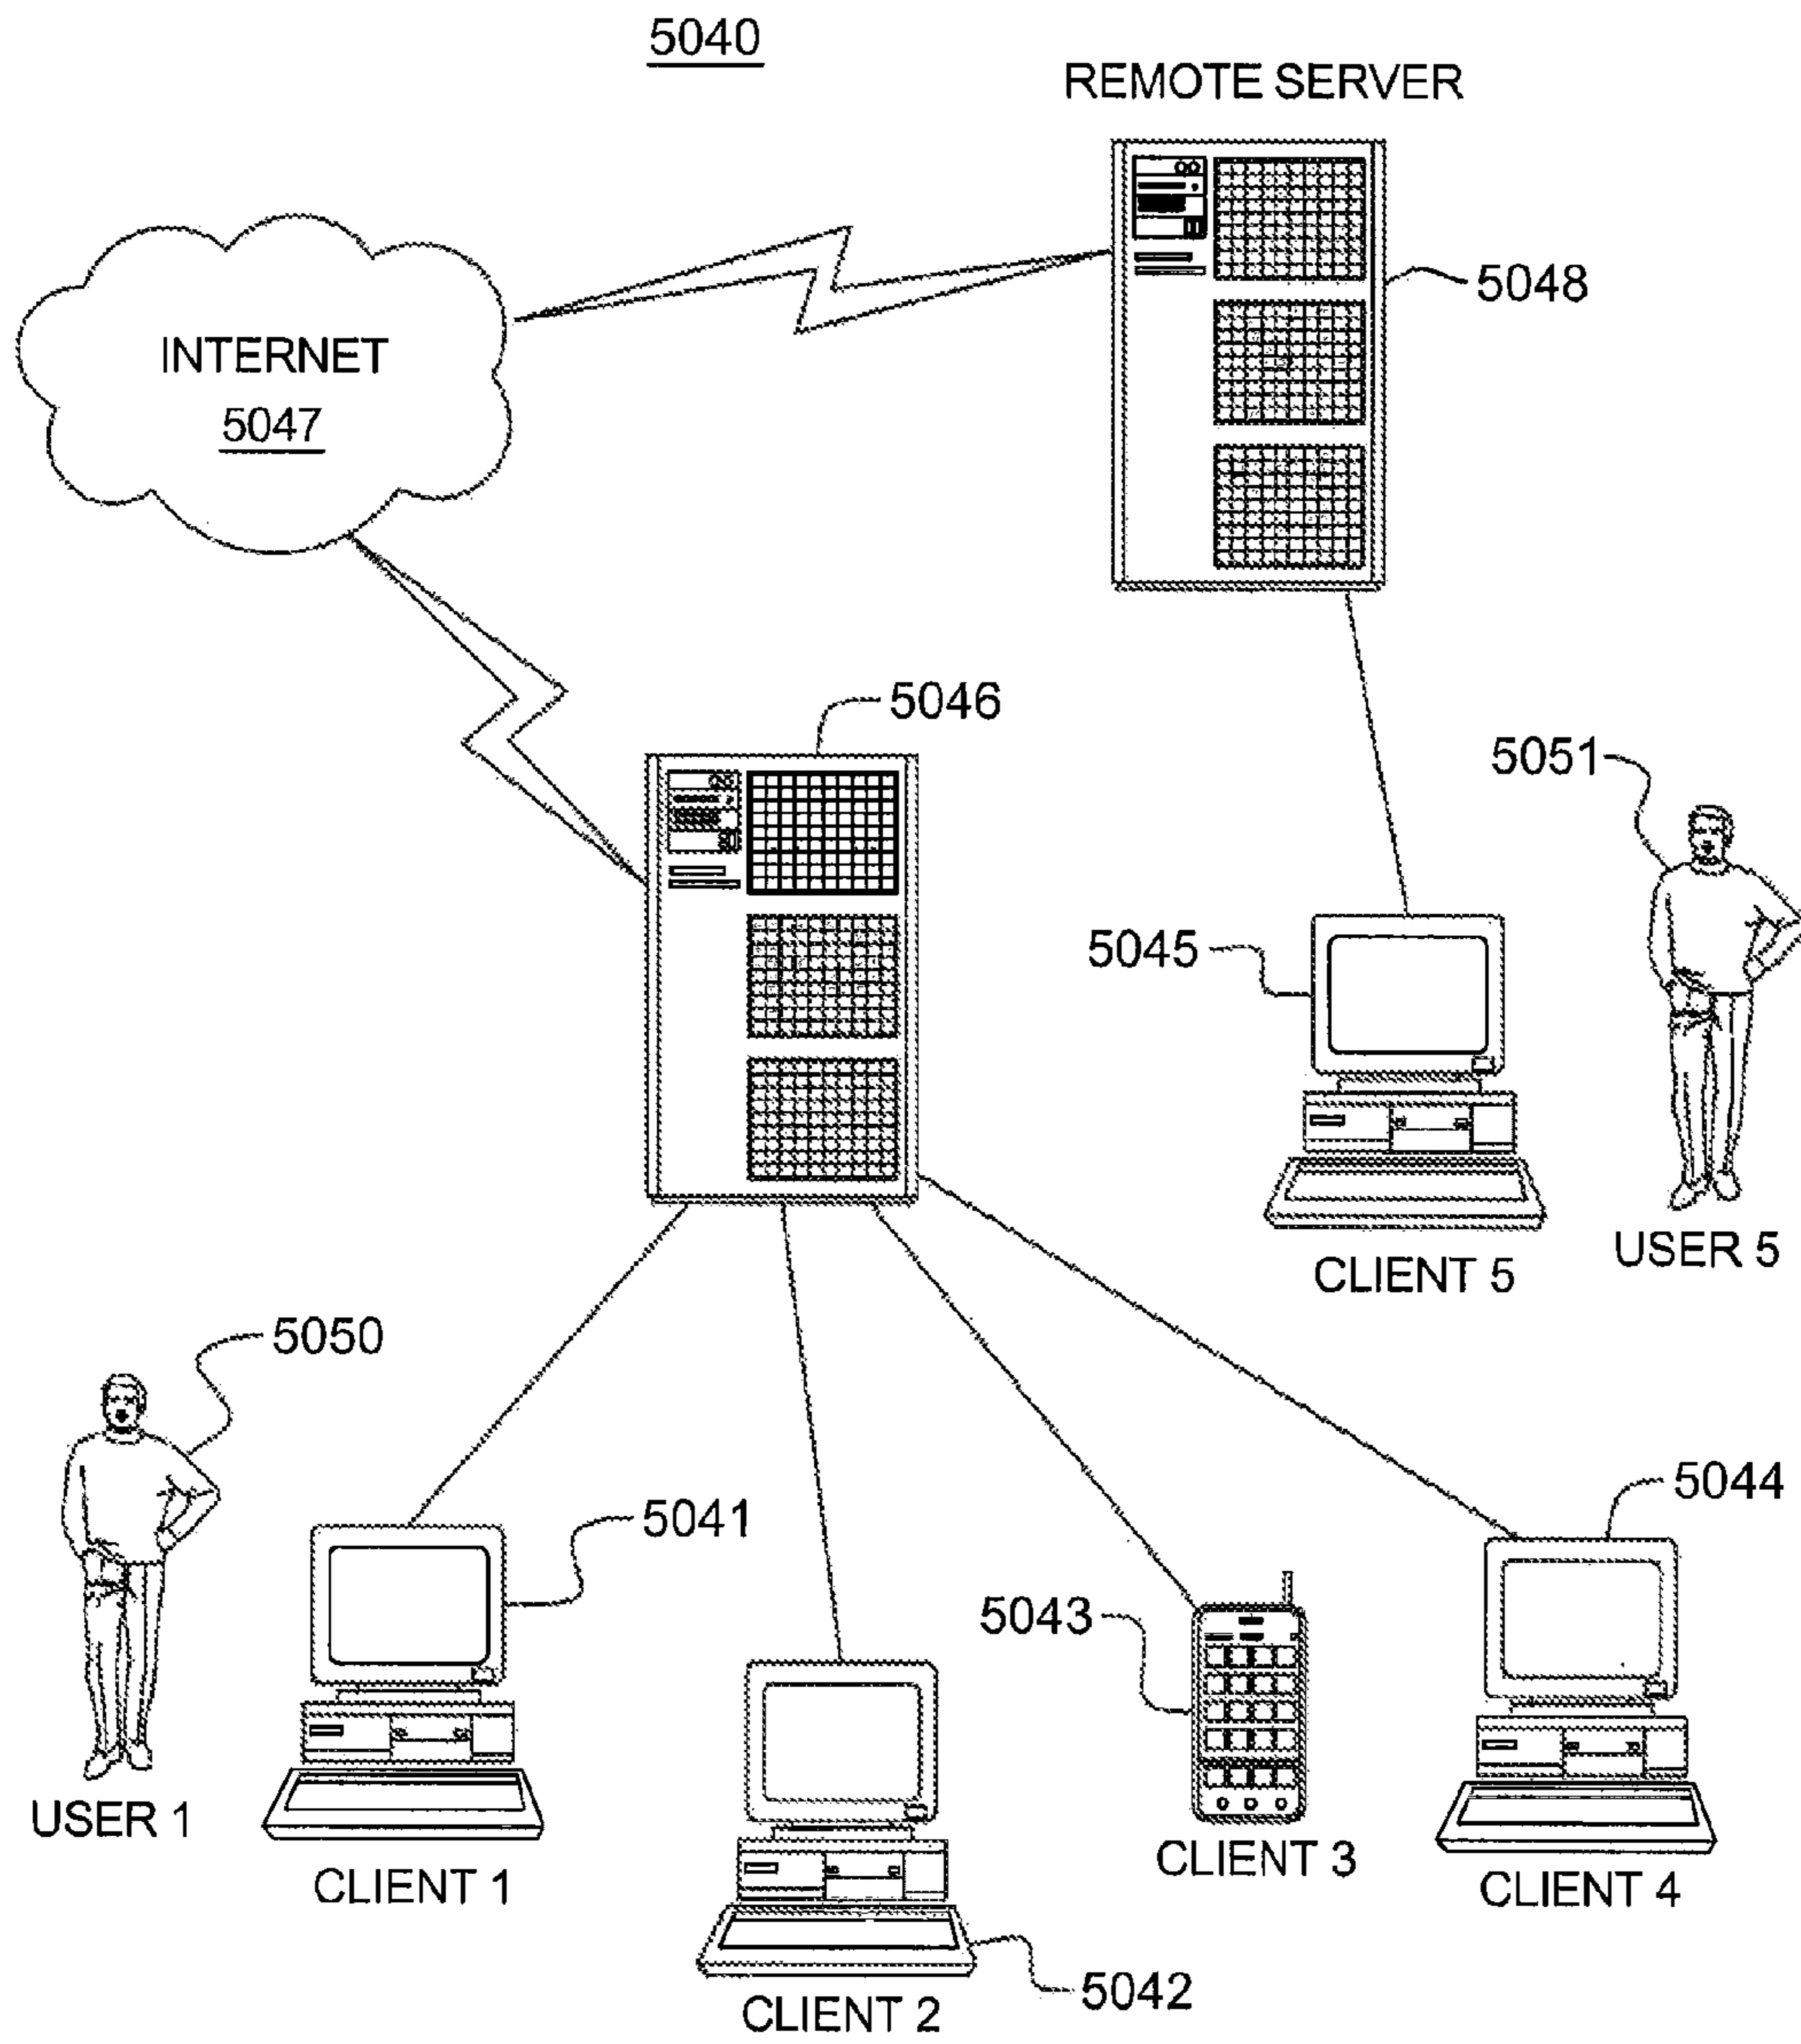 5040
REMOTE SERVER
5048
INTERNET
5047
5046
5051
5045
USER 5
CLIENT 5
5050
5044
5041
5043
USER 1
CLIENT 3
CLIENT 1
CLIENT 4
5042
CLIENT 2